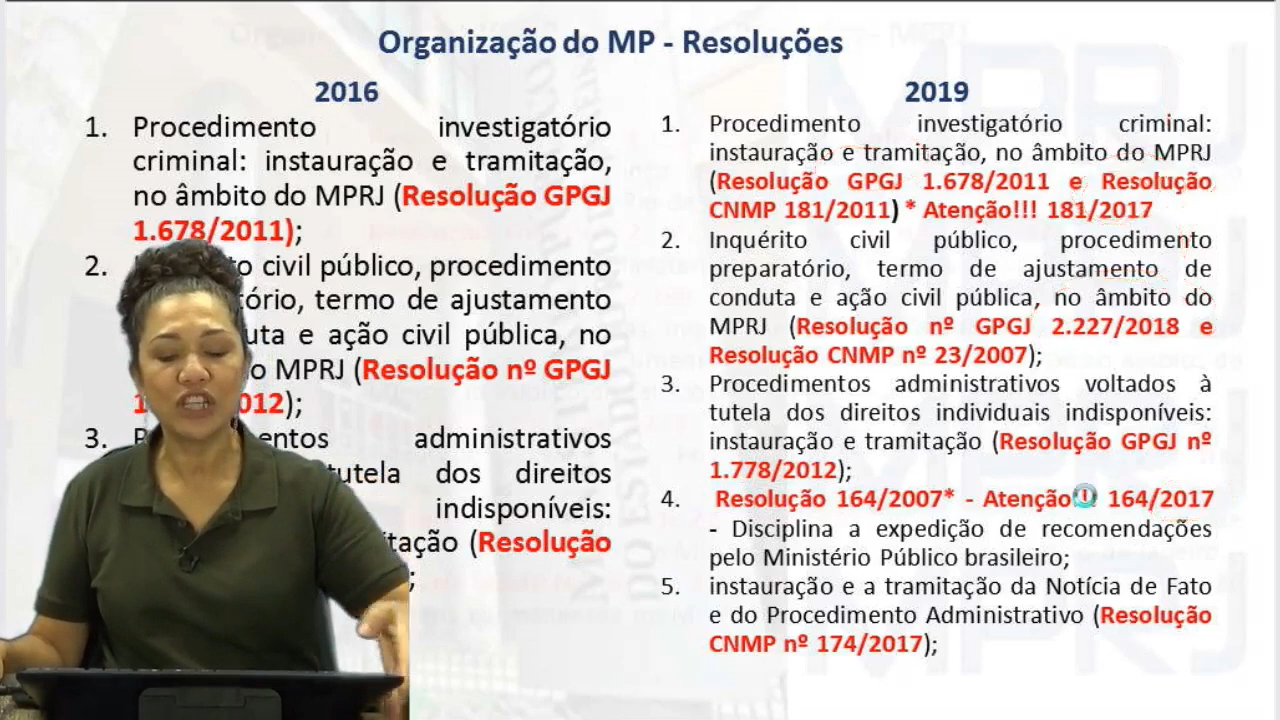 Organização do MP - Resoluções
2016
1. Procedimento investigatório
criminal: instauração e tramitação,
no âmbito do MPRJ (Resolução GPGJ
1.678/2011);
2. civil público, procedimento
termo de ajustamento
e ação civil pública, no
MPRJ (Resolução nº GPGJ
3. administrativos
dos direitos
indisponíveis:
(Resolução
2019
1. Procedimento investigatório criminal:
instauração e tramitação, no âmbito do MPRJ
(Resolução GPGJ 1.678/2011 e Resolução
CNMP 181/2011) * Atenção!!! 181/2017
2. Inquérito civil público, procedimento
preparatório, termo de ajustamento de
conduta e ação civil pública, no âmbito do
MPRJ (Resolução nº GPGJ 2.227/2018 e
Resolução CNMP nº 23/2007);
3. Procedimentos administrativos voltados à
tutela dos direitos individuais indisponíveis:
instauração e tramitação (Resolução GPGJ nº
1.778/2012);
4. Resolução 164/2007* - Atenção! 164/2017
- Disciplina a expedição de recomendações
pelo Ministério Público brasileiro;
5. instauração e a tramitação da Notícia de Fato
e do Procedimento Administrativo (Resolução
CNMP nº 174/2017);
MPRJ